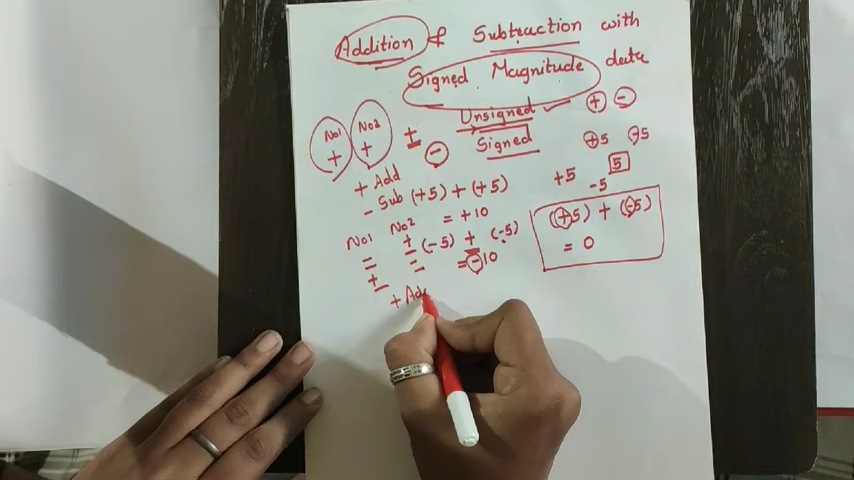 Addition & Subtraction with
Signed Magnitude data
Unsigned ✓ + -
Signed +5 -5
No1 No2 ±
+ + - 5
+ Add +5 -5
- Sub (+5) + (+5)
= +10
(+5) + (-5)
= 0
No1 No2
- + (-5) + (-5)
+ - = -10
+ Ad